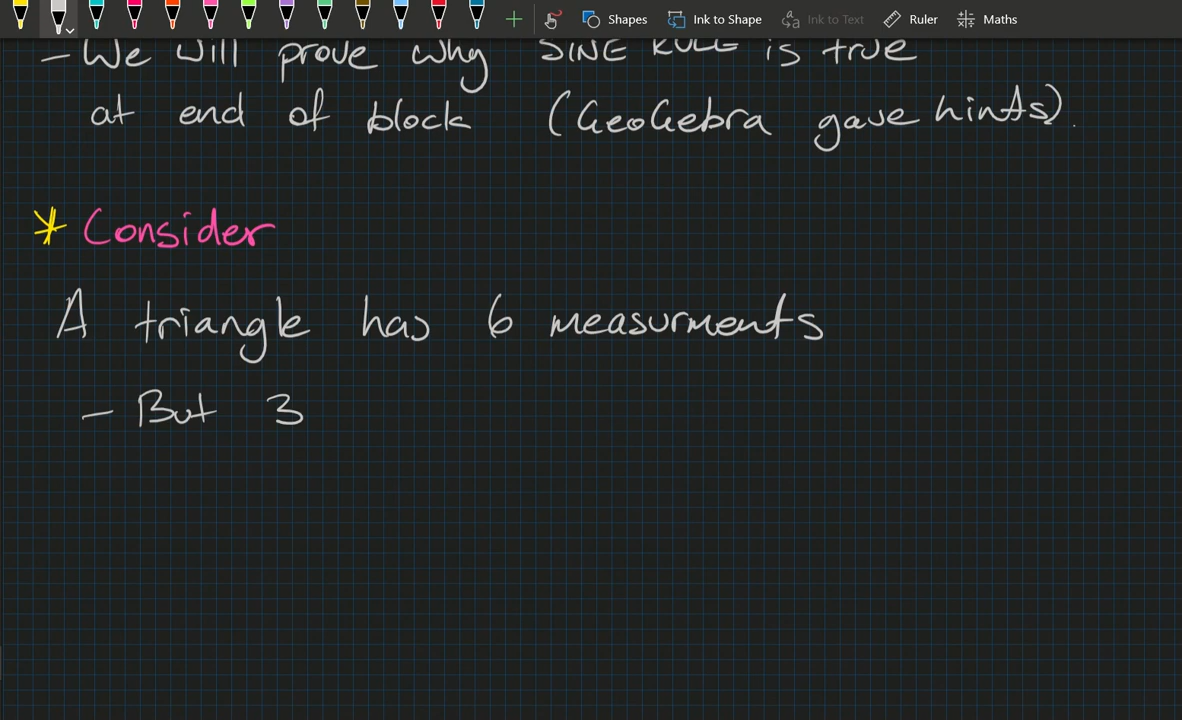 Shapes Ink to Shape Ink to Text Ruler Maths
- We will prove why SINE RULE is true
at end of block (GeoGebra gave hints).
* Consider
A triangle has 6 measurments
- But 3